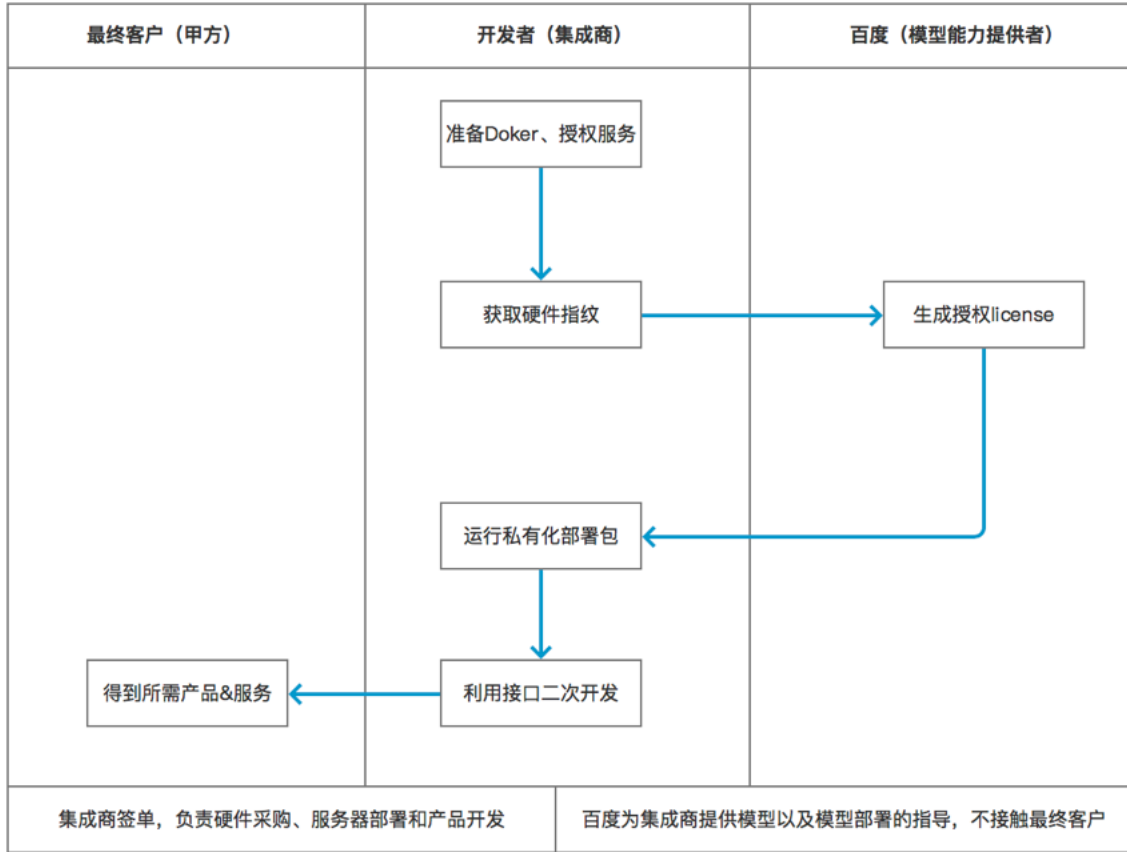 最终客户（甲方）
开发者（集成商）
百度（模型能力提供者）
准备Doker、授权服务
获取硬件指纹
生成授权license
运行私有化部署包
得到所需产品&服务
利用接口二次开发
集成商签单，负责硬件采购、服务器部署和产品开发
百度为集成商提供模型以及模型部署的指导，不接触最终客户